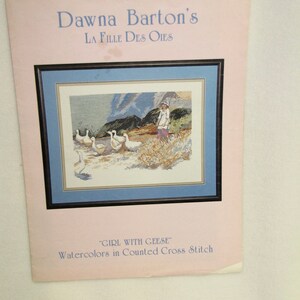 Dawna Barton's
La Fille Des Oies
"GIRL WITH GEESE"
Watercolors in Counted Cross Stitch